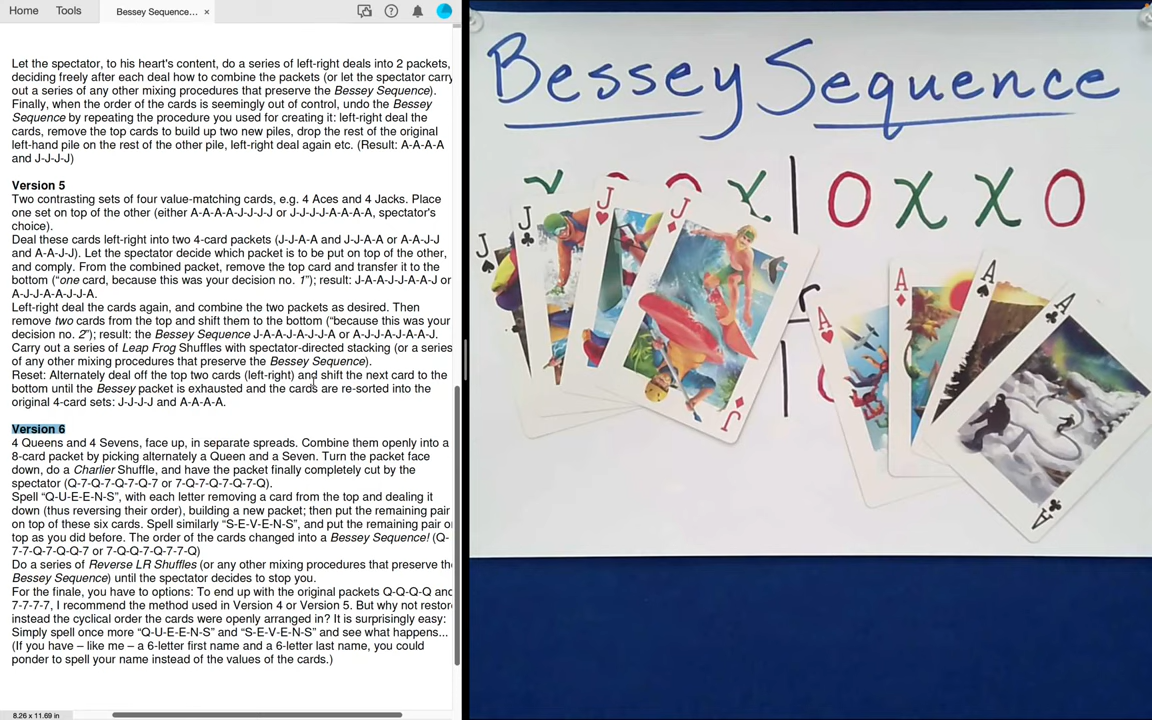 Home
Tools
Bessey Sequence... ×
Let the spectator, to his heart's content, do a series of left-right deals into 2 packets,
deciding freely after each deal how to combine the packets (or let the spectator carry
out a series of any other mixing procedures that preserve the Bessey Sequence).
Finally, when the order of the cards is seemingly out of control, undo the Bessey
Sequence by repeating the procedure you used for creating it: left-right deal the
cards, remove the top cards to build up two new piles, drop the rest of the original
left-hand pile on the rest of the other pile, left-right deal again etc. (Result: A-A-A-A
and J-J-J-J)
Version 5
Two contrasting sets of four value-matching cards, e.g. 4 Aces and 4 Jacks. Place
one set on top of the other (either A-A-A-A-J-J-J-J or J-J-J-J-A-A-A-A, spectator's
choice).
Deal these cards left-right into two 4-card packets (J-J-A-A and J-J-A-A or A-A-J-J
and A-A-J-J). Let the spectator decide which packet is to be put on top of the other,
and comply. From the combined packet, remove the top card and transfer it to the
bottom ("one card, because this was your decision no. 1"); result: J-A-A-J-J-A-A-J or
A-J-J-A-A-J-J-A.
Left-right deal the cards again, and combine the two packets as desired. Then
remove two cards from the top and shift them to the bottom ("because this was your
decision no. 2"); result: the Bessey Sequence J-A-A-J-A-J-J-A or A-J-J-A-J-A-A-J.
Carry out a series of Leap Frog Shuffles with spectator-directed stacking (or a series
of any other mixing procedures that preserve the Bessey Sequence).
Reset: Alternately deal off the top two cards (left-right) and shift the next card to the
bottom until the Bessey packet is exhausted and the cards are re-sorted into the
original 4-card sets: J-J-J-J and A-A-A-A.
Version 6
4 Queens and 4 Sevens, face up, in separate spreads. Combine them openly into a
8-card packet by picking alternately a Queen and a Seven. Turn the packet face
down, do a Charlier Shuffle, and have the packet finally completely cut by the
spectator (Q-7-Q-7-Q-7-Q-7 or 7-Q-7-Q-7-Q-7-Q).
Spell "Q-U-E-E-N-S", with each letter removing a card from the top and dealing it
down (thus reversing their order), building a new packet; then put the remaining pair
on top of these six cards. Spell similarly "S-E-V-E-N-S", and put the remaining pair o
top as you did before. The order of the cards changed into a Bessey Sequence! (Q-
7-7-Q-7-Q-Q-7 or 7-Q-Q-7-Q-7-7-Q)
Do a series of Reverse LR Shuffles (or any other mixing procedures that preserve the
Bessey Sequence) until the spectator decides to stop you.
For the finale, you have to options: To end up with the original packets Q-Q-Q-Q and
7-7-7-7, I recommend the method used in Version 4 or Version 5. But why not restor
instead the cyclical order the cards were openly arranged in? It is surprisingly easy:
Simply spell once more "Q-U-E-E-N-S" and "S-E-V-E-N-S" and see what happens...
(If you have – like me – a 6-letter first name and a 6-letter last name, you could
ponder to spell your name instead of the values of the cards.)
8.26 x 11.69 in
Bessey Sequence
X O O X | O X X O
J J J J
J
A A A
A
A